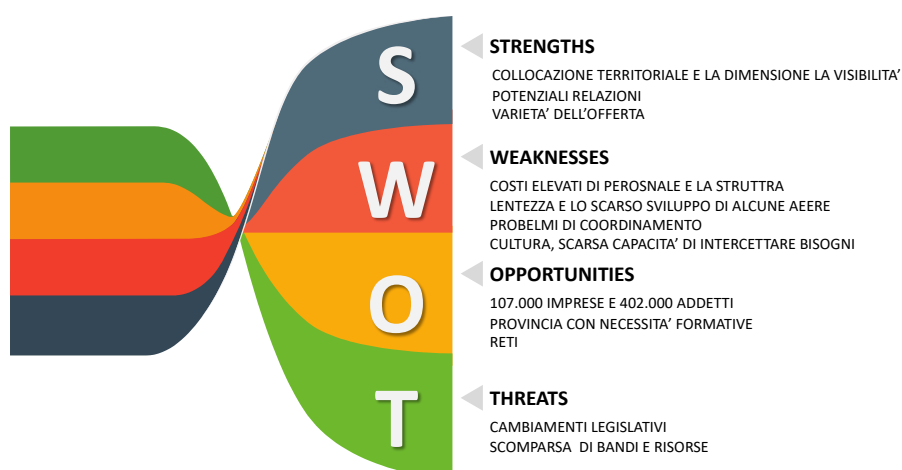 S
STRENGTHS
COLLOCAZIONE TERRITORIALE E LA DIMENSIONE LA VISIBILITA’
POTENZIALI RELAZIONI
VARIETA’ DELL’OFFERTA
W
WEAKNESSES
COSTI ELEVATI DI PEROSNALE E LA STRUTTRA
LENTEZZA E LO SCARSO SVILUPPO DI ALCUNE AEERE
PROBELMI DI COORDINAMENTO
CULTURA, SCARSA CAPACITA’ DI INTERCETTARE BISOGNI
O
OPPORTUNITIES
107.000 IMPRESE E 402.000 ADDETTI
PROVINCIA CON NECESSITA’ FORMATIVE
RETI
T
THREATS
CAMBIAMENTI LEGISLATIVI
SCOMPARSA  DI BANDI E RISORSE